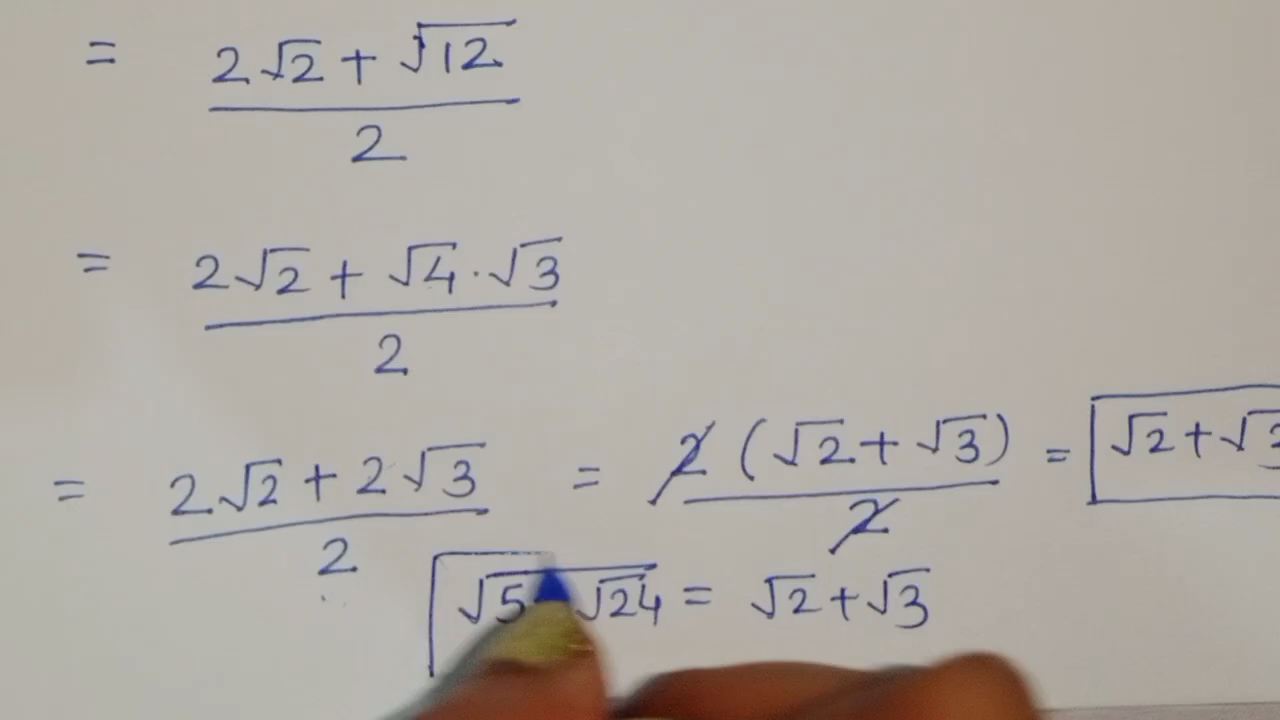 = (2√2 + √12) / 2
= (2√2 + √4 · √3) / 2
= (2√2 + 2√3) / 2 = 2(√2 + √3) / 2 = √2 + √3
√5 √24 = √2 + √3